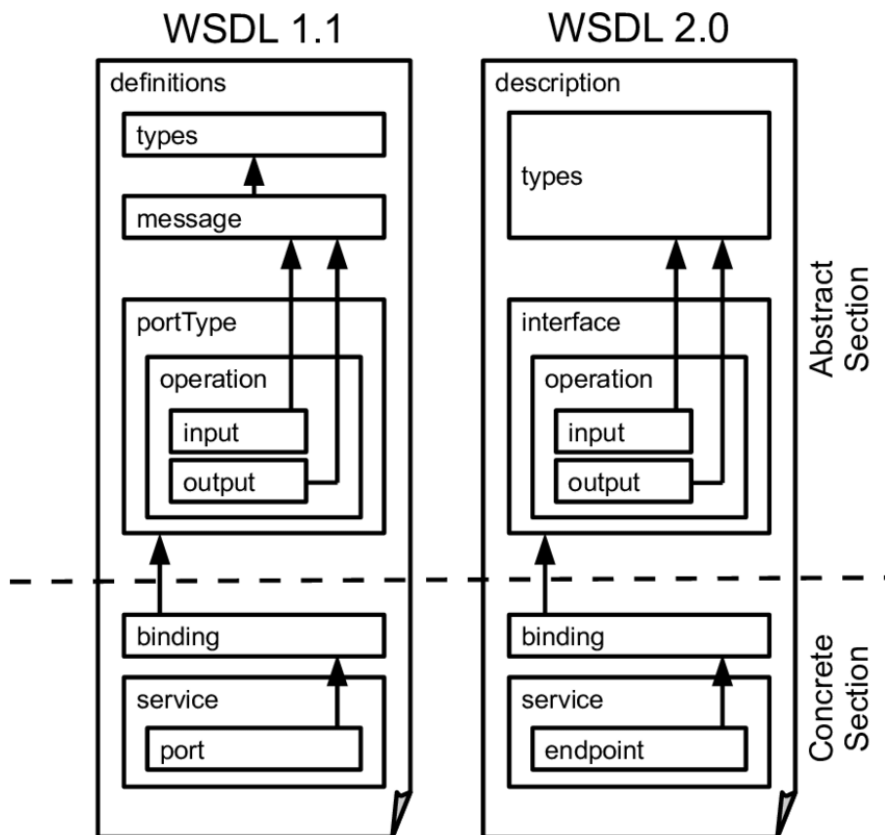 WSDL 1.1
definitions
types
message
portType
operation
input
output
binding
service
port
WSDL 2.0
description
types
interface
operation
input
output
binding
service
endpoint
Abstract
Section
Concrete
Section